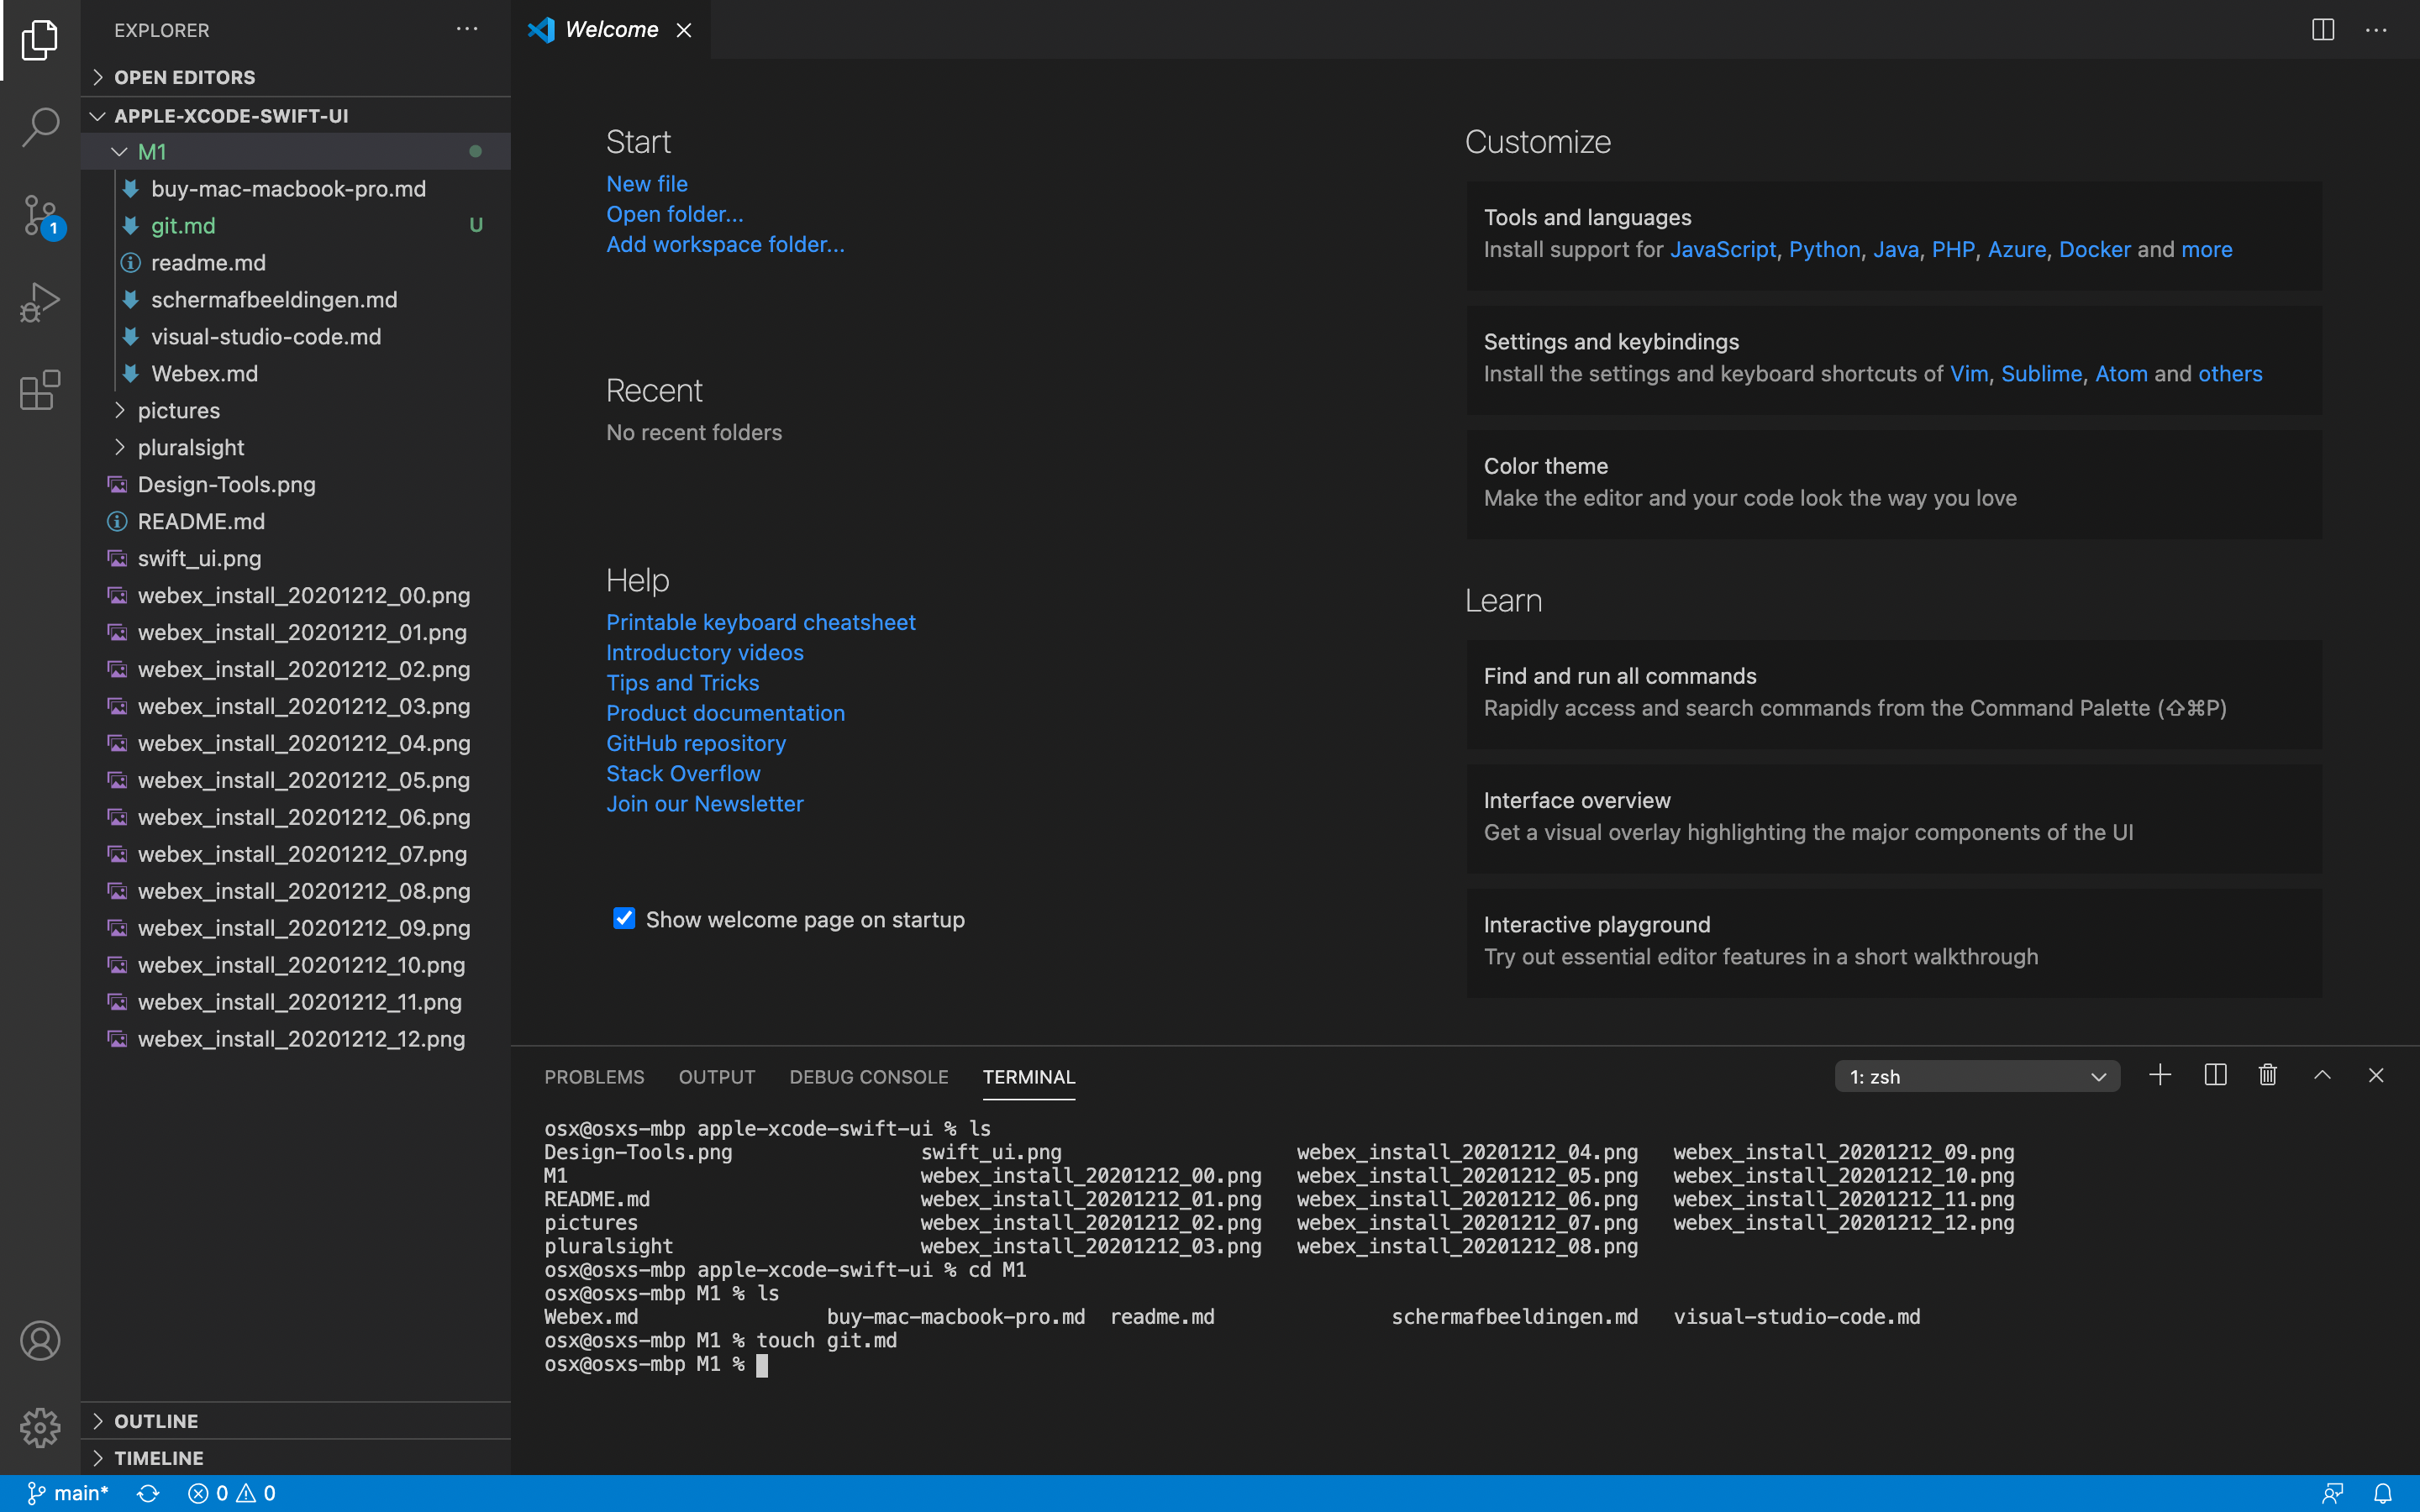 EXPLORER
OPEN EDITORS
APPLE-XCODE-SWIFT-UI
M1
buy-mac-macbook-pro.md
git.md U
readme.md
schermafbeeldingen.md
visual-studio-code.md
Webex.md
pictures
pluralsight
Design-Tools.png
README.md
swift_ui.png
webex_install_20201212_00.png
webex_install_20201212_01.png
webex_install_20201212_02.png
webex_install_20201212_03.png
webex_install_20201212_04.png
webex_install_20201212_05.png
webex_install_20201212_06.png
webex_install_20201212_07.png
webex_install_20201212_08.png
webex_install_20201212_09.png
webex_install_20201212_10.png
webex_install_20201212_11.png
webex_install_20201212_12.png
OUTLINE
TIMELINE
1
Welcome
Start
New file
Open folder...
Add workspace folder...
Recent
No recent folders
Help
Printable keyboard cheatsheet
Introductory videos
Tips and Tricks
Product documentation
GitHub repository
Stack Overflow
Join our Newsletter
Show welcome page on startup
Customize
Tools and languages
Install support for JavaScript, Python, Java, PHP, Azure, Docker and more
Settings and keybindings
Install the settings and keyboard shortcuts of Vim, Sublime, Atom and others
Color theme
Make the editor and your code look the way you love
Learn
Find and run all commands
Rapidly access and search commands from the Command Palette (⇧⌘P)
Interface overview
Get a visual overlay highlighting the major components of the UI
Interactive playground
Try out essential editor features in a short walkthrough
PROBLEMS OUTPUT DEBUG CONSOLE TERMINAL 1: zsh
osx@osxs-mbp apple-xcode-swift-ui % ls
Design-Tools.png swift_ui.png webex_install_20201212_04.png webex_install_20201212_09.png
M1 webex_install_20201212_00.png webex_install_20201212_05.png webex_install_20201212_10.png
README.md webex_install_20201212_01.png webex_install_20201212_06.png webex_install_20201212_11.png
pictures webex_install_20201212_02.png webex_install_20201212_07.png webex_install_20201212_12.png
pluralsight webex_install_20201212_03.png webex_install_20201212_08.png
osx@osxs-mbp apple-xcode-swift-ui % cd M1
osx@osxs-mbp M1 % ls
Webex.md buy-mac-macbook-pro.md readme.md schermafbeeldingen.md visual-studio-code.md
osx@osxs-mbp M1 % touch git.md
osx@osxs-mbp M1 %
main* 0 0